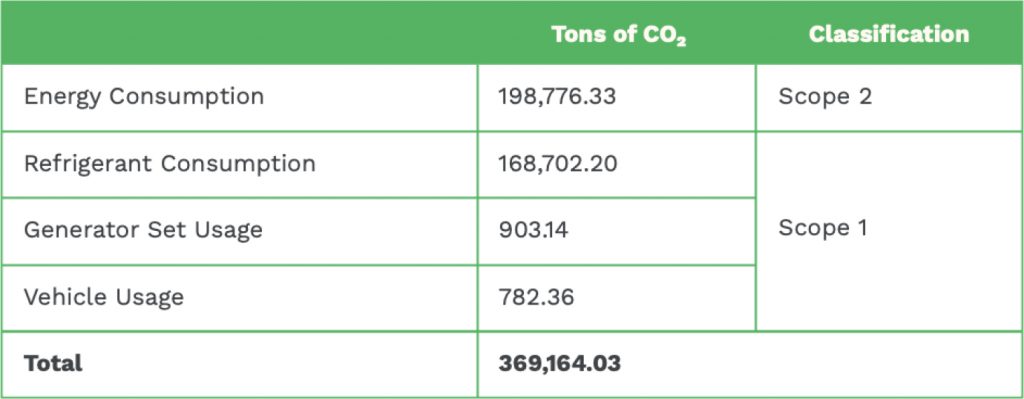 Tons of CO₂ Classification
Energy Consumption 198,776.33 Scope 2
Refrigerant Consumption 168,702.20
Generator Set Usage 903.14 Scope 1
Vehicle Usage 782.36
Total 369,164.03